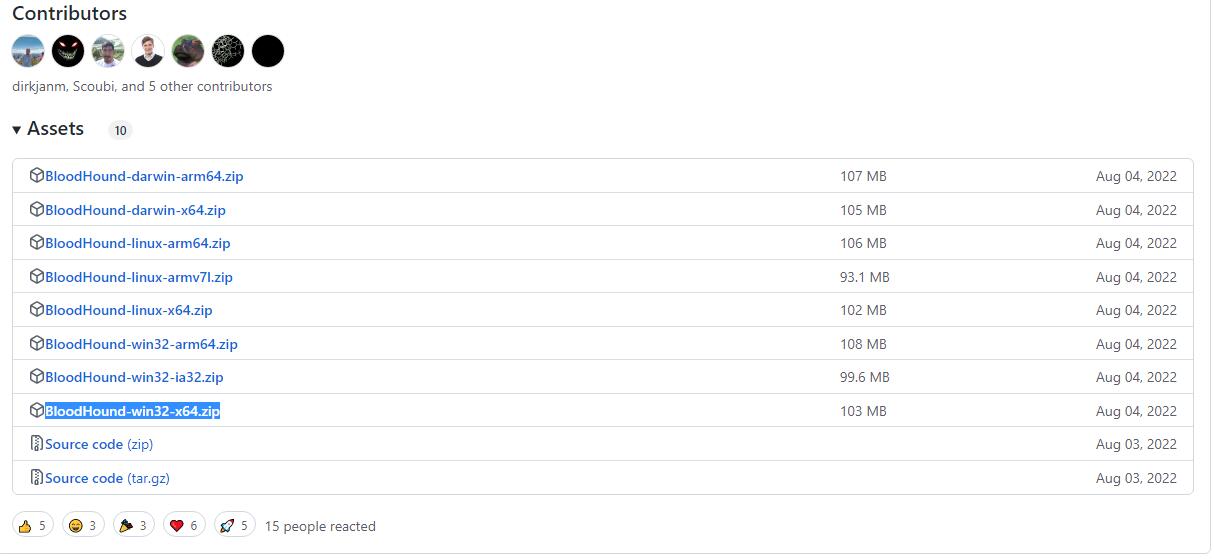 Contributors
dirkjanm, Scoubi, and 5 other contributors
Assets 10
BloodHound-darwin-arm64.zip 107 MB Aug 04, 2022
BloodHound-darwin-x64.zip 105 MB Aug 04, 2022
BloodHound-linux-arm64.zip 106 MB Aug 04, 2022
BloodHound-linux-armv7l.zip 93.1 MB Aug 04, 2022
BloodHound-linux-x64.zip 102 MB Aug 04, 2022
BloodHound-win32-arm64.zip 108 MB Aug 04, 2022
BloodHound-win32-ia32.zip 99.6 MB Aug 04, 2022
BloodHound-win32-x64.zip 103 MB Aug 04, 2022
Source code (zip) Aug 03, 2022
Source code (tar.gz) Aug 03, 2022
5 3 3 6 5 15 people reacted